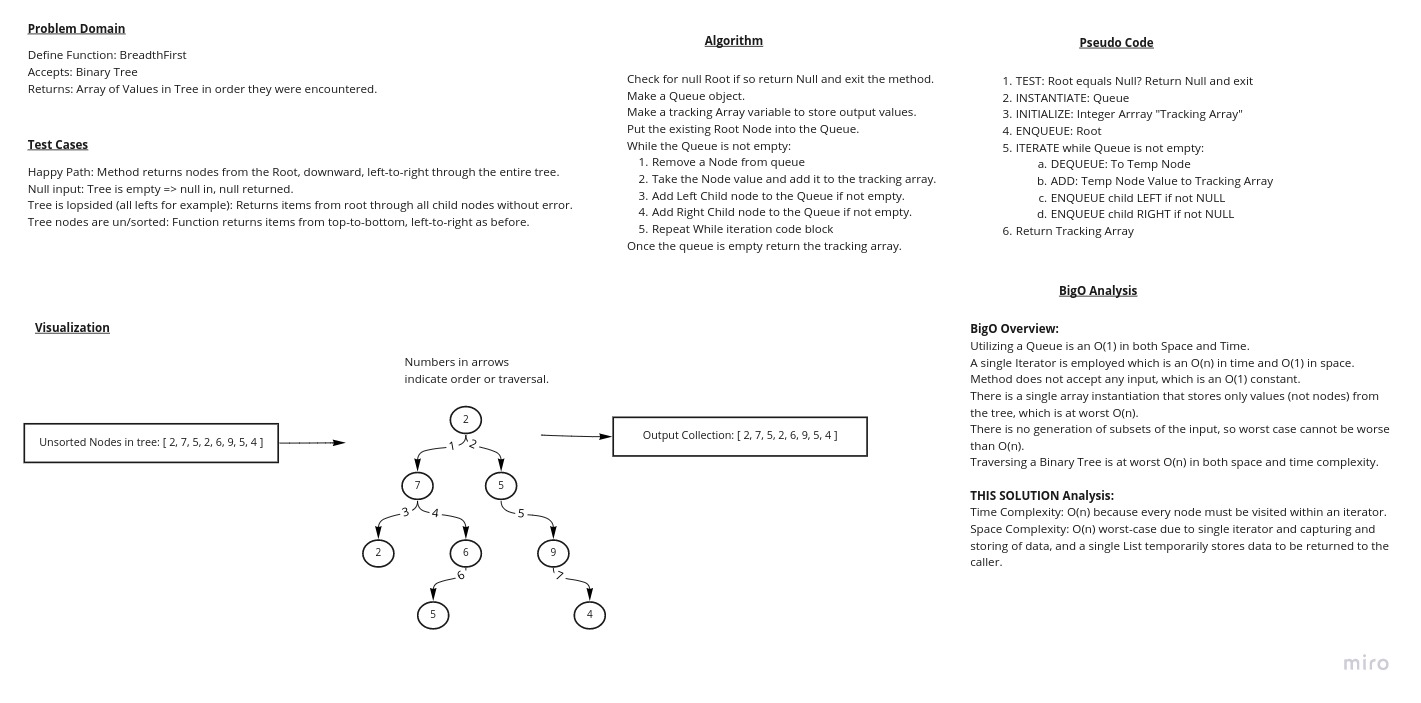 Problem Domain
Define Function: BreadthFirst
Accepts: Binary Tree
Returns: Array of Values in Tree in order they were encountered.
Test Cases
Happy Path: Method returns nodes from the Root, downward, left-to-right through the entire tree.
Null input: Tree is empty => null in, null returned.
Tree is lopsided (all lefts for example): Returns items from root through all child nodes without error.
Tree nodes are un/sorted: Function returns items from top-to-bottom, left-to-right as before.
Algorithm
Check for null Root if so return Null and exit the method.
Make a Queue object.
Make a tracking Array variable to store output values.
Put the existing Root Node into the Queue.
While the Queue is not empty:
1. Remove a Node from queue
2. Take the Node value and add it to the tracking array.
3. Add Left Child node to the Queue if not empty.
4. Add Right Child node to the Queue if not empty.
5. Repeat While iteration code block
Once the queue is empty return the tracking array.
Pseudo Code
1. TEST: Root equals Null? Return Null and exit
2. INSTANTIATE: Queue
3. INITIALIZE: Integer Arrray "Tracking Array"
4. ENQUEUE: Root
5. ITERATE while Queue is not empty:
a. DEQUEUE: To Temp Node
b. ADD: Temp Node Value to Tracking Array
c. ENQUEUE child LEFT if not NULL
d. ENQUEUE child RIGHT if not NULL
6. Return Tracking Array
Visualization
Numbers in arrows
indicate order or traversal.
Unsorted Nodes in tree: [ 2, 7, 5, 2, 6, 9, 5, 4 ]
2
1 2
7 5
3 4 5
2 6 9
6 7
5 4
Output Collection: [ 2, 7, 5, 2, 6, 9, 5, 4 ]
BigO Analysis
BigO Overview:
Utilizing a Queue is an O(1) in both Space and Time.
A single Iterator is employed which is an O(n) in time and O(1) in space.
Method does not accept any input, which is an O(1) constant.
There is a single array instantiation that stores only values (not nodes) from
the tree, which is at worst O(n).
There is no generation of subsets of the input, so worst case cannot be worse
than O(n).
Traversing a Binary Tree is at worst O(n) in both space and time complexity.
THIS SOLUTION Analysis:
Time Complexity: O(n) because every node must be visited within an iterator.
Space Complexity: O(n) worst-case due to single iterator and capturing and
storing of data, and a single List temporarily stores data to be returned to the
caller.
miro